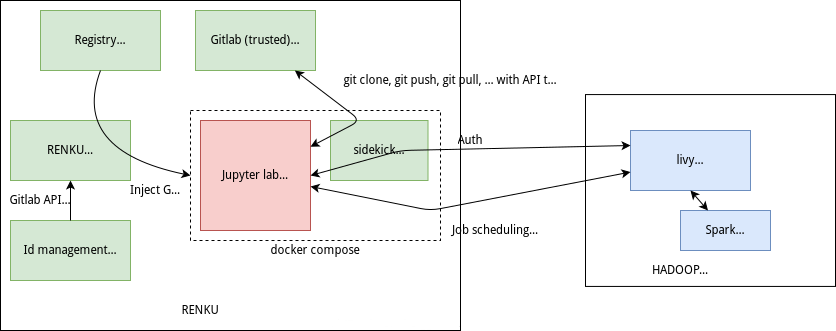 Registry...
Gitlab (trusted)...
git clone, git push, git pull, ... with API t...
RENKU...
sidekick...
Auth
livy...
Jupyter lab...
Inject G...
Gitlab API...
Id management...
Job scheduling...
Spark...
docker compose
HADOOP...
RENKU